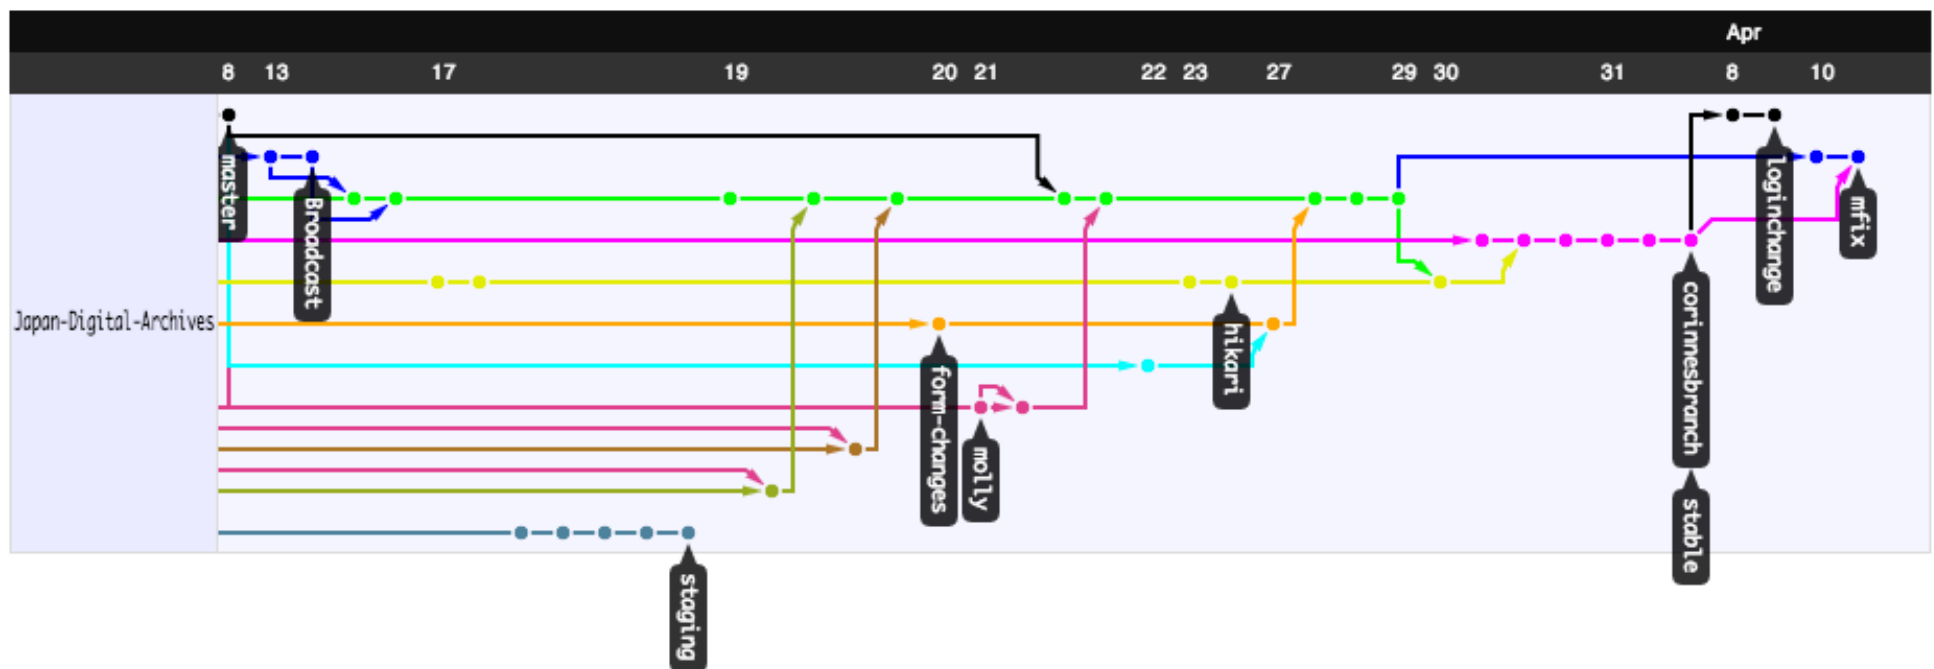 Apr
8 13 17 19 20 21 22 23 27 29 30 31 8 10
Japan-Digital-Archives
master
Broadcast
hikari
form-changes
molly
staging
corinnesbranch
stable
loginchange
mfix